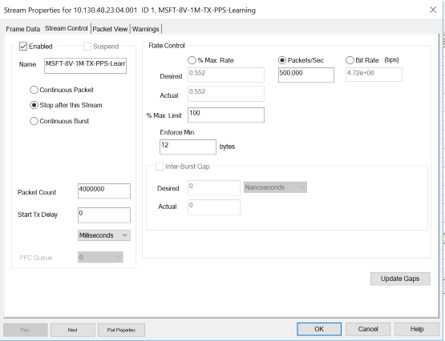 Stream Properties for 10.130.48.23:04.001 ID 1, MSFT-8V-1M-TX-PPS-Learning
Frame Data Stream Control Packet View Warnings
Enabled Suspend
Name MSFT-8V-1M-TX-PPS-Learr
Continuous Packet
Stop after this Stream
Continuous Burst
Packet Count 4000000
Start Tx Delay 0
Milliseconds
PFC Queue 0
Rate Control
% Max. Rate Packets/Sec Bit Rate (bps)
Desired 0.552 500,000 4.72e+08
Actual 0.552
% Max. Limit 100
Enforce Min.
12 bytes
Inter-Burst Gap
Desired 0 Nanoseconds
Actual 0
Update Gaps
Prev Next Port Properties OK Cancel Help